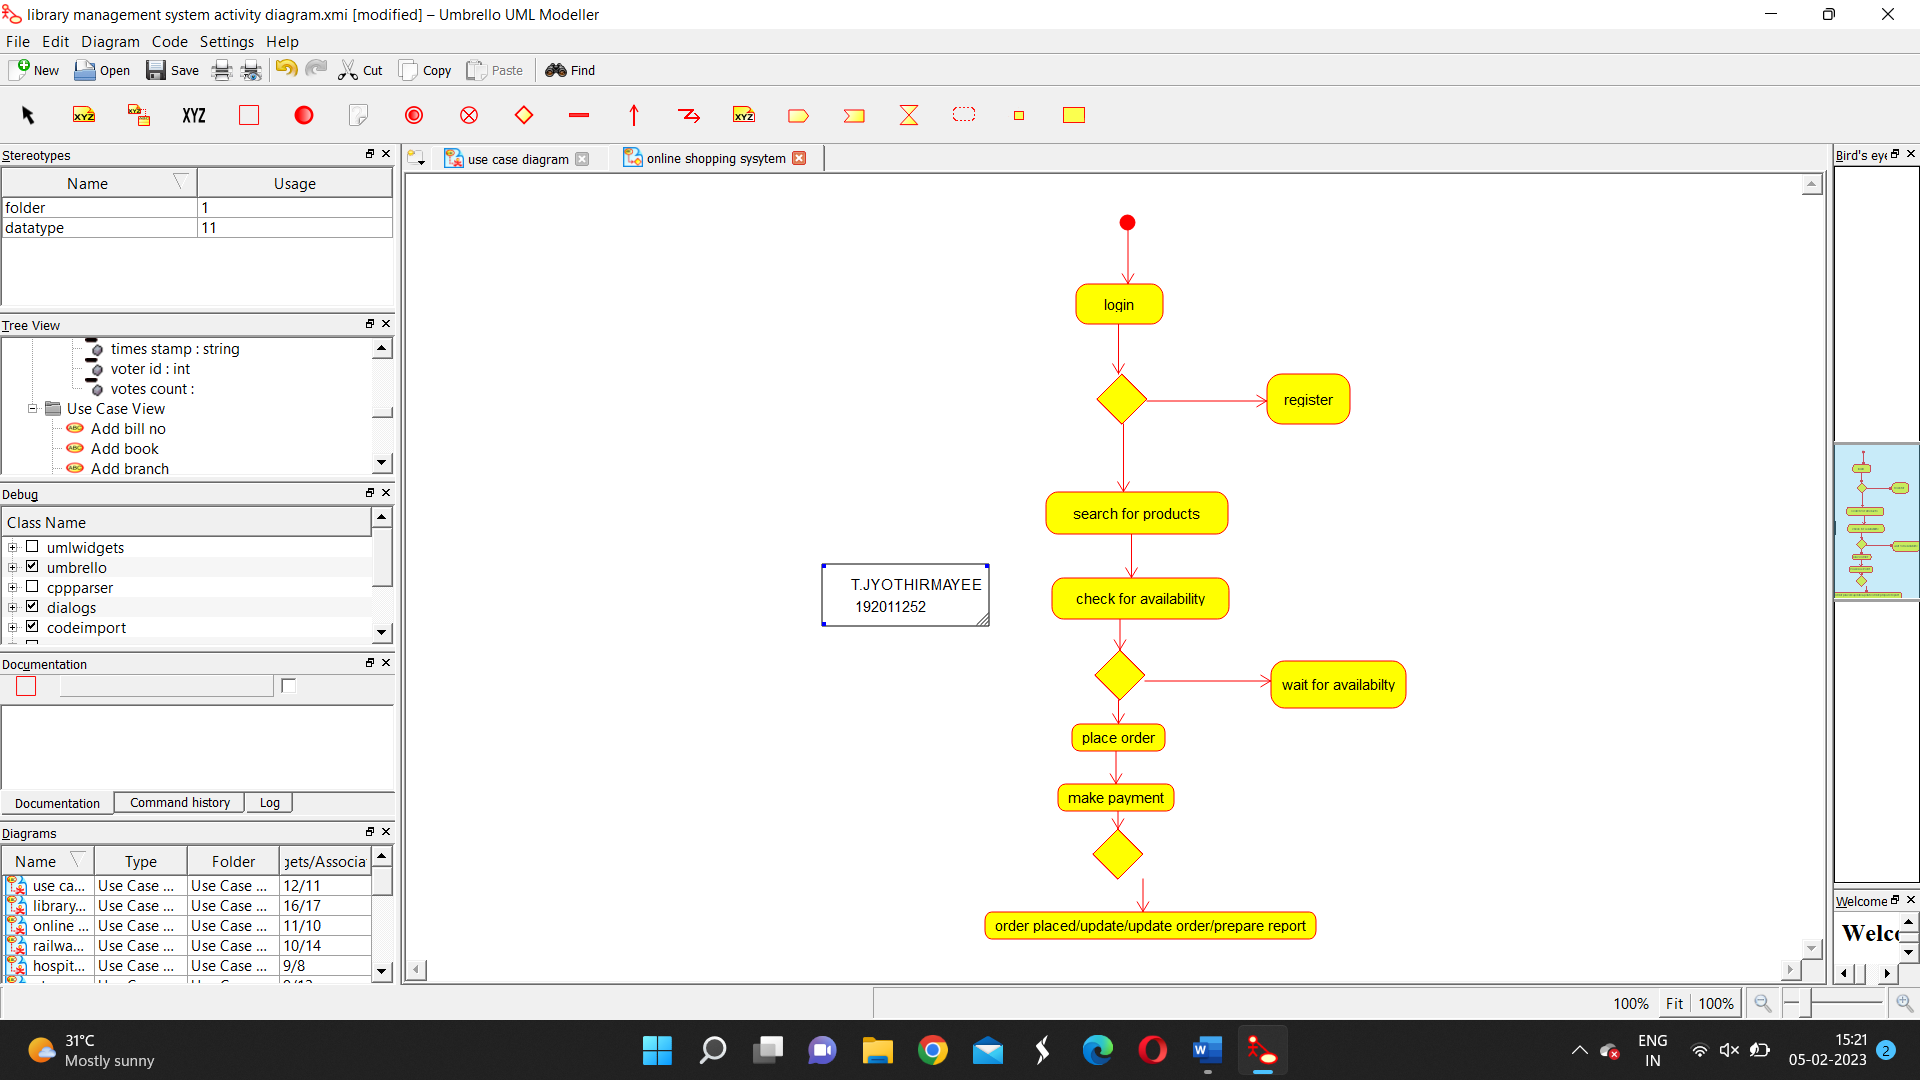 library management system activity diagram.xmi [modified] – Umbrello UML Modeller
File Edit Diagram Code Settings Help
New Open Save Cut Copy Paste Find
XYZ XYZ XYZ XYZ
Stereotypes
Name Usage
folder 1
datatype 11
Tree View
times stamp : string
voter id : int
votes count :
Use Case View
Add bill no
Add book
Add branch
Debug
Class Name
umlwidgets
umbrello
cppparser
dialogs
codeimport
Documentation
Documentation Command history Log
Diagrams
Name Type Folder gets/Associa
use ca... Use Case ... Use Case ... 12/11
library... Use Case ... Use Case ... 16/17
online ... Use Case ... Use Case ... 11/10
railwa... Use Case ... Use Case ... 10/14
hospit... Use Case ... Use Case ... 9/8
use case diagram online shopping sysytem
login
register
search for products
T.JYOTHIRMAYEE
192011252
check for availability
wait for availabilty
place order
make payment
order placed/update/update order/prepare report
Bird's eye
Welcome
Welco
100% Fit 100%
31°C
Mostly sunny
ENG
IN
15:21
05-02-2023
2